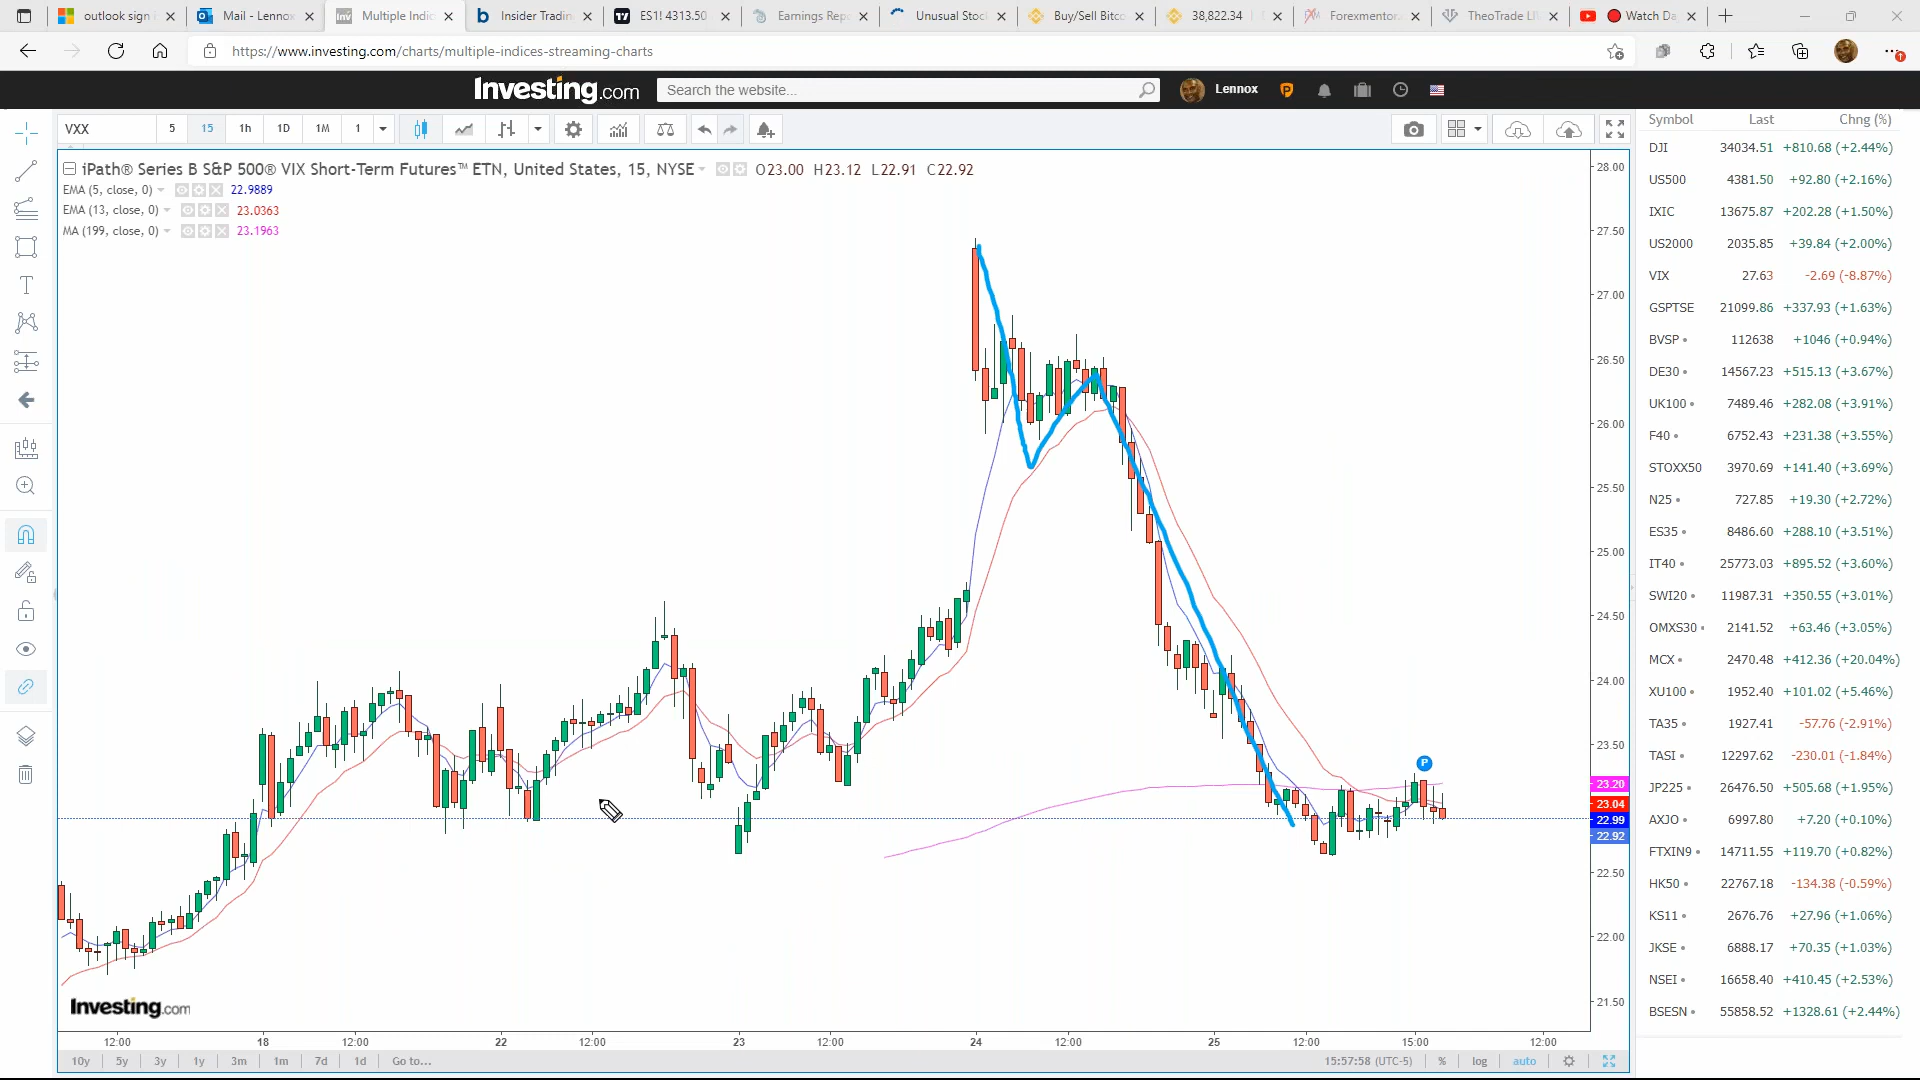 outlook sign i
Mail - Lenno
Multiple Indic
Insider Tradin
ES1! 4313.50
Earnings Rep
Unusual Stoc
Buy/Sell Bitco
38,822.34
Forexmentor.
TheoTrade LI
Watch Da
https://www.investing.com/charts/multiple-indices-streaming-charts
Investing.com
Search the website...
Lennox
VXX 5 15 1h 1D 1M 1
Symbol Last Chng (%)
iPath® Series B S&P 500® VIX Short-Term Futures™ ETN, United States, 15, NYSE O23.00 H23.12 L22.91 C22.92
EMA (5, close, 0) 22.9889
EMA (13, close, 0) 23.0363
MA (199, close, 0) 23.1963
28.00
27.50
27.00
26.50
26.00
25.50
25.00
24.50
24.00
23.50
23.20
23.04
22.99
22.92
22.50
22.00
21.50
P
DJI 34034.51 +810.68 (+2.44%)
US500 4381.50 +92.80 (+2.16%)
IXIC 13675.87 +202.28 (+1.50%)
US2000 2035.85 +39.84 (+2.00%)
VIX 27.63 -2.69 (-8.87%)
GSPTSE 21099.86 +337.93 (+1.63%)
BVSP 112638 +1046 (+0.94%)
DE30 14567.23 +515.13 (+3.67%)
UK100 7489.46 +282.08 (+3.91%)
F40 6752.43 +231.38 (+3.55%)
STOXX50 3970.69 +141.40 (+3.69%)
N25 727.85 +19.30 (+2.72%)
ES35 8486.60 +288.10 (+3.51%)
IT40 25773.03 +895.52 (+3.60%)
SWI20 11987.31 +350.55 (+3.01%)
OMXS30 2141.52 +63.46 (+3.05%)
MCX 2470.48 +412.36 (+20.04%)
XU100 1952.40 +101.02 (+5.46%)
TA35 1927.41 -57.76 (-2.91%)
TASI 12297.62 -230.01 (-1.84%)
JP225 26476.50 +505.68 (+1.95%)
AXJO 6997.80 +7.20 (+0.10%)
FTXIN9 14711.55 +119.70 (+0.82%)
HK50 22767.18 -134.38 (-0.59%)
KS11 2676.76 +27.96 (+1.06%)
JKSE 6888.17 +70.35 (+1.03%)
NSEI 16658.40 +410.45 (+2.53%)
BSESN 55858.52 +1328.61 (+2.44%)
Investing.com
12:00 18 12:00 22 12:00 23 12:00 24 12:00 25 12:00 15:00 12:00
10y 5y 3y 1y 3m 1m 7d 1d Go to... 15:57:58 (UTC-5) % log auto